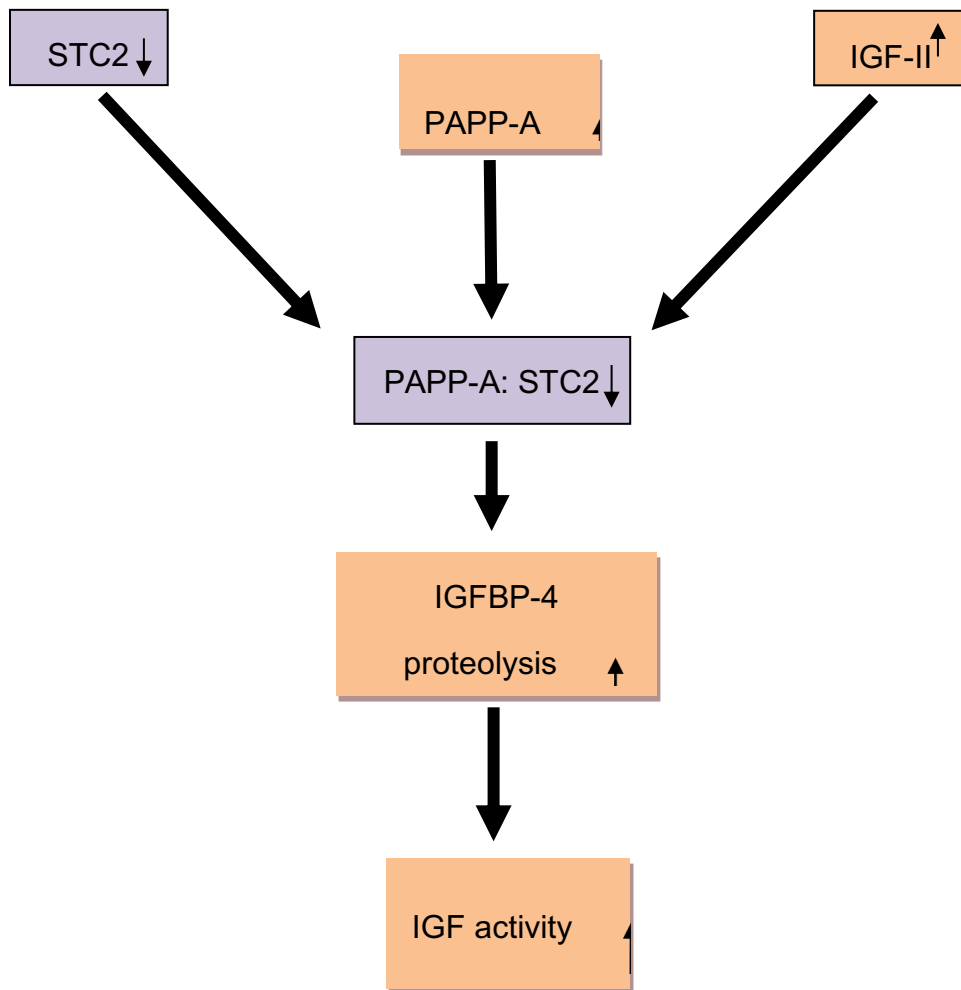 STC2
IGF-II
PAPP-A
PAPP-A: STC2
IGFBP-4
proteolysis
IGF activity